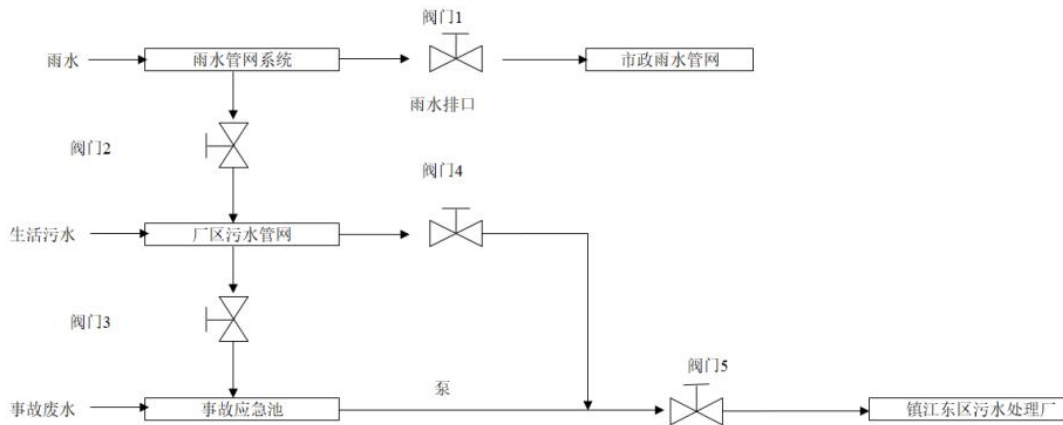 阀门1
雨水
雨水管网系统
市政雨水管网
雨水排口
阀门2
阀门4
生活污水
厂区污水管网
阀门3
阀门5
泵
事故废水
事故应急池
镇江东区污水处理厂